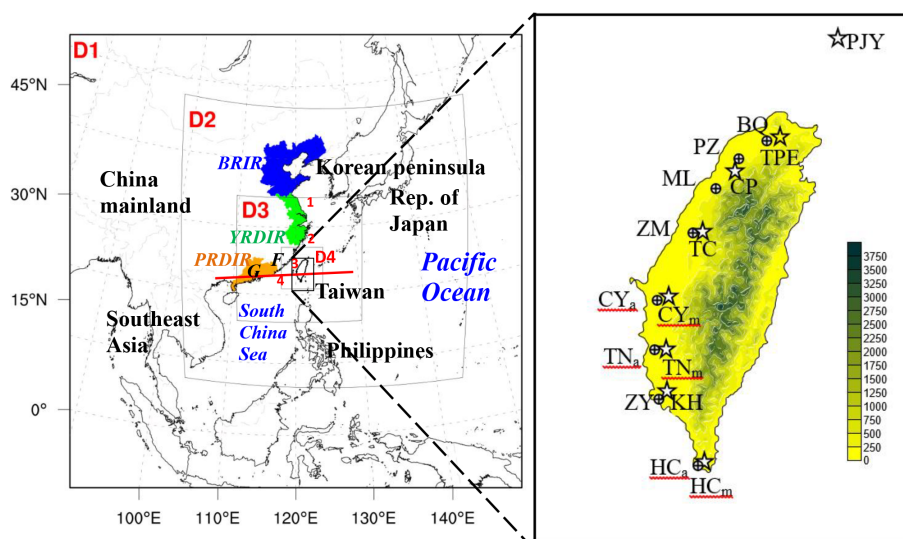 D1
45°N
30°N
15°N
0°
100°E
110°E
120°E
130°E
140°E
D2
BRIR
Korean peninsula
China
mainland
Rep. of
Japan
D3
1
YRDIR
2
PRDIR
F
D4
G
3
4
Pacific
Ocean
Taiwan
South
China
Sea
Southeast
Asia
Philippines
PJY
BQ
TPE
PZ
CP
ML
ZM
TC
CYa
CYm
TNa
TNm
ZY
KH
HCa
HCm
3750
3500
3250
3000
2750
2500
2250
2000
1750
1500
1250
1000
750
500
250
0